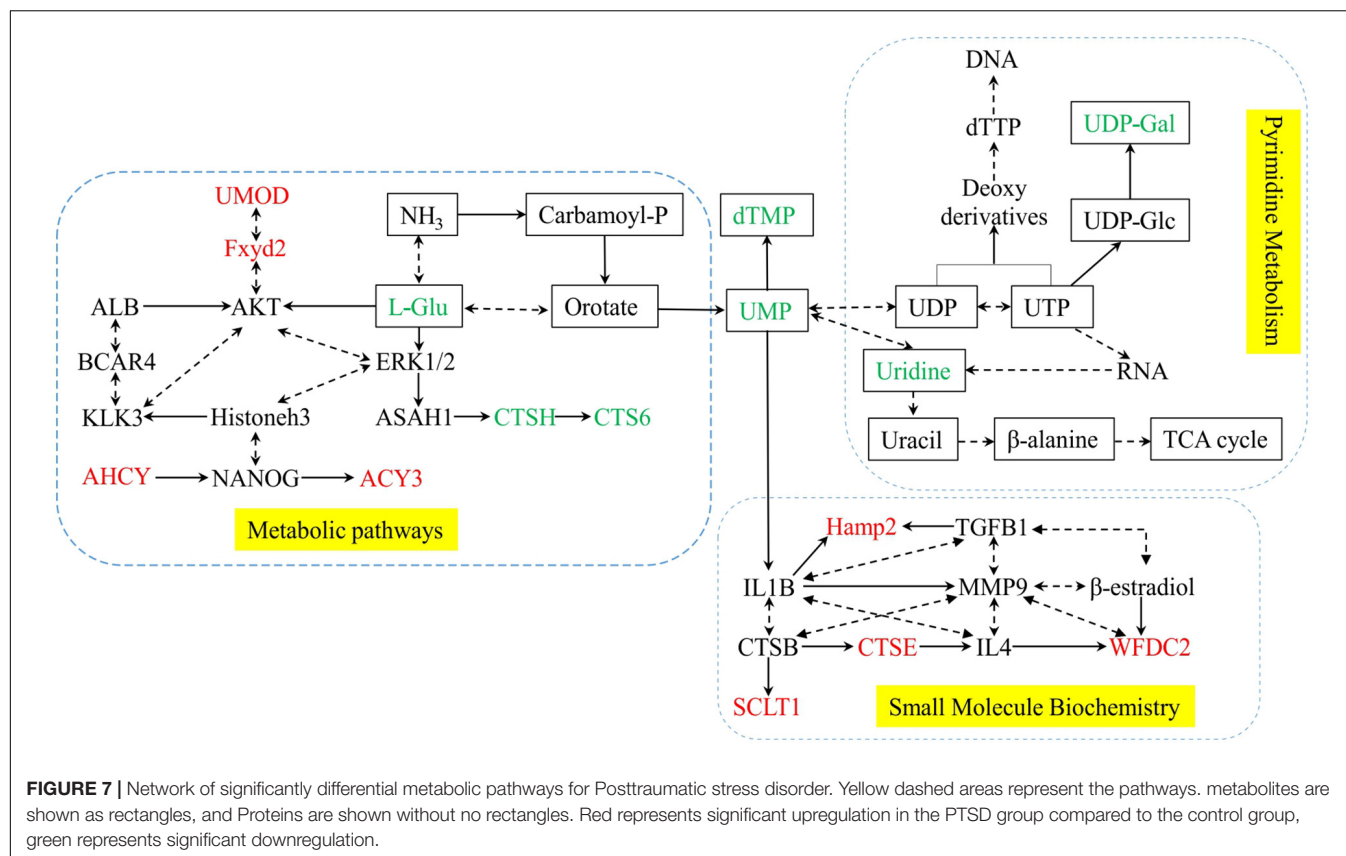 DNA
dTTP
UDP-Gal
Deoxy
derivatives
UDP-Glc
UDP
UTP
Uridine
RNA
Uracil
β-alanine
TCA cycle
Pyrimidine Metabolism
UMOD
Fxyd2
NH3
Carbamoyl-P
dTMP
ALB
AKT
L-Glu
Orotate
UMP
BCAR4
ERK1/2
KLK3
Histoneh3
ASAH1
CTSH
CTS6
AHCY
NANOG
ACY3
Metabolic pathways
Hamp2
TGFB1
IL1B
MMP9
β-estradiol
CTSB
CTSE
IL4
WFDC2
SCLT1
Small Molecule Biochemistry
FIGURE 7 | Network of significantly differential metabolic pathways for Posttraumatic stress disorder. Yellow dashed areas represent the pathways. metabolites are
shown as rectangles, and Proteins are shown without no rectangles. Red represents significant upregulation in the PTSD group compared to the control group,
green represents significant downregulation.